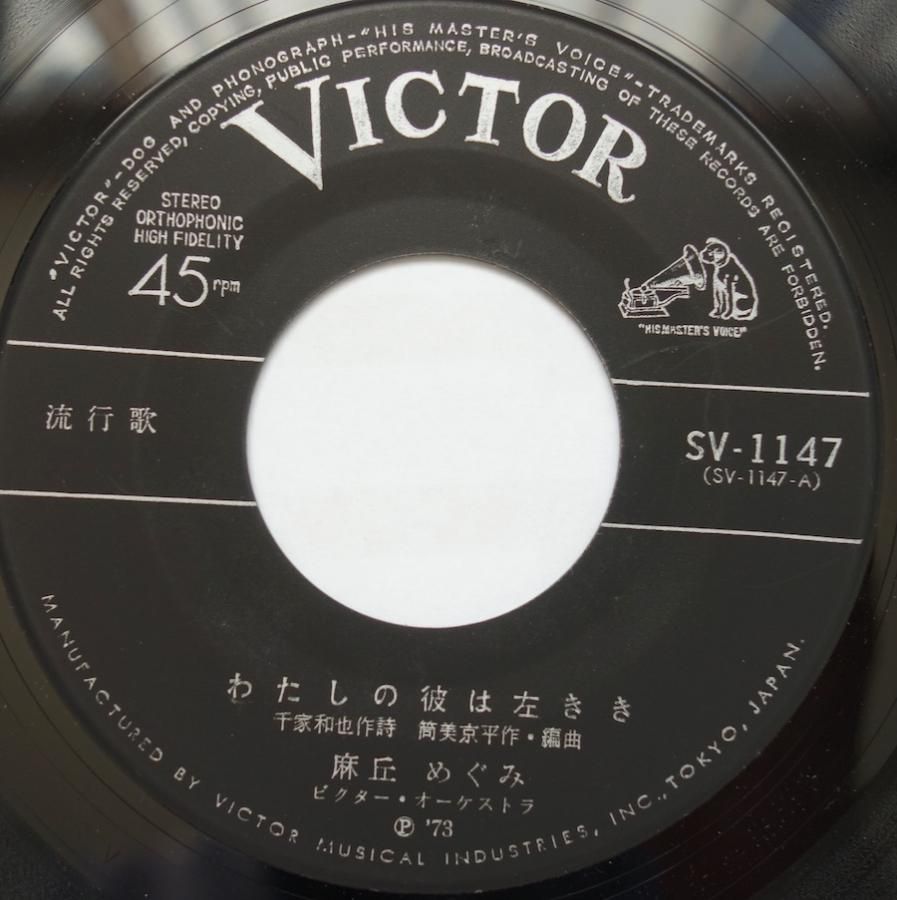 "VICTOR"-DOG AND PHONOGRAPH-"HIS MASTER'S VOICE"-TRADEMARKS REGISTERED.
ALL RIGHTS RESERVED, COPYING, PUBLIC PERFORMANCE, BROADCASTING OF THESE RECORDS ARE FORBIDDEN.
VICTOR
STEREO
ORTHOPHONIC
HIGH FIDELITY
45 rpm
"HIS MASTER'S VOICE"
流行歌
SV-1147
(SV-1147-A)
わたしの彼は左きき
千家和也作詩 筒美京平作・編曲
麻丘 めぐみ
ビクター・オーケストラ
Ⓟ '73
MANUFACTURED BY VICTOR MUSICAL INDUSTRIES, INC., TOKYO, JAPAN.